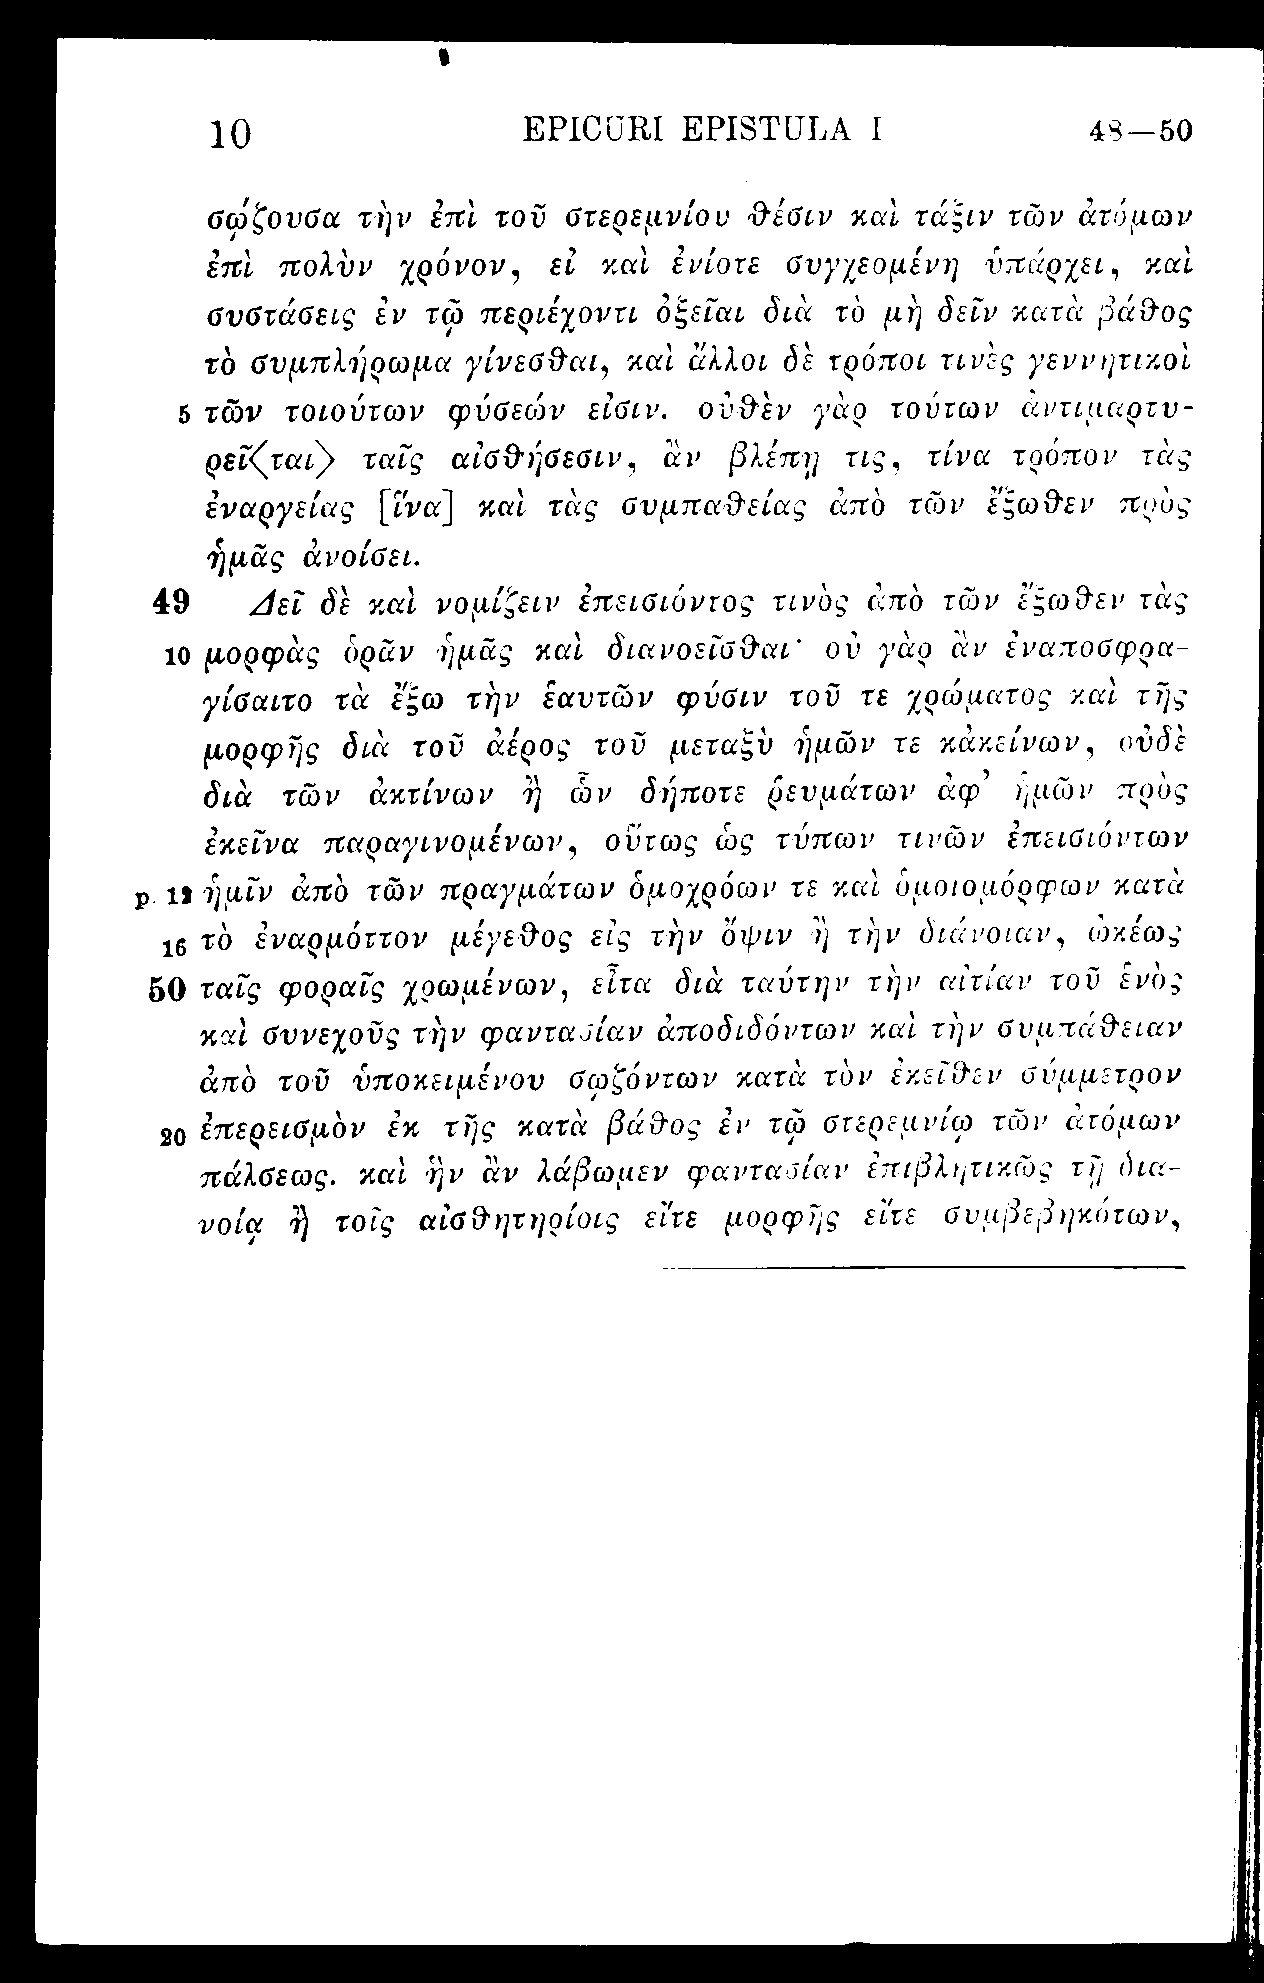 10 EPICURI EPISTULA I 48—50
σῴζουσα τὴν ἐπὶ τοῦ στερεμνίου θέσιν καὶ τάξιν τῶν ἀτόμων
ἐπὶ πολὺν χρόνον, εἰ καὶ ἐνίοτε συγχεομένη ὑπάρχει, καὶ
συστάσεις ἐν τῷ περιέχοντι ὀξεῖαι διὰ τὸ μὴ δεῖν κατὰ βάθος
τὸ συμπλήρωμα γίνεσθαι, καὶ ἄλλοι δὲ τρόποι τινὲς γεννητικοὶ
5 τῶν τοιούτων φύσεών εἰσιν. οὐθὲν γὰρ τούτων ἀντιμαρτυ-
ρεῖ⟨ται⟩ ταῖς αἰσθήσεσιν, ἂν βλέπῃ τις, τίνα τρόπον τὰς
ἐναργείας [ἵνα] καὶ τὰς συμπαθείας ἀπὸ τῶν ἔξωθεν πρὸς
ἡμᾶς ἀνοίσει.
49 Δεῖ δὲ καὶ νομίζειν ἐπεισιόντος τινὸς ἀπὸ τῶν ἔξωθεν τὰς
10 μορφὰς ὁρᾶν ἡμᾶς καὶ διανοεῖσθαι· οὐ γὰρ ἂν ἐναποσφρα-
γίσαιτο τὰ ἔξω τὴν ἑαυτῶν φύσιν τοῦ τε χρώματος καὶ τῆς
μορφῆς διὰ τοῦ ἀέρος τοῦ μεταξὺ ἡμῶν τε κἀκείνων, οὐδὲ
διὰ τῶν ἀκτίνων ἢ ὧν δήποτε ῥευμάτων ἀφ’ ἡμῶν πρὸς
ἐκεῖνα παραγινομένων, οὕτως ὡς τύπων τινῶν ἐπεισιόντων
p. 12 ἡμῖν ἀπὸ τῶν πραγμάτων ὁμοχρόων τε καὶ ὁμοιομόρφων κατὰ
16 τὸ ἐναρμόττον μέγεθος εἰς τὴν ὄψιν ἢ τὴν διάνοιαν, ὠκέως
50 ταῖς φοραῖς χρωμένων, εἶτα διὰ ταύτην τὴν αἰτίαν τοῦ ἑνὸς
καὶ συνεχοῦς τὴν φαντασίαν ἀποδιδόντων καὶ τὴν συμπάθειαν
ἀπὸ τοῦ ὑποκειμένου σῳζόντων κατὰ τὸν ἐκεῖθεν σύμμετρον
20 ἐπερεισμὸν ἐκ τῆς κατὰ βάθος ἐν τῷ στερεμνίῳ τῶν ἀτόμων
πάλσεως. καὶ ἣν ἂν λάβωμεν φαντασίαν ἐπιβλητικῶς τῇ δια-
νοίᾳ ἢ τοῖς αἰσθητηρίοις εἴτε μορφῆς εἴτε συμβεβηκότων,